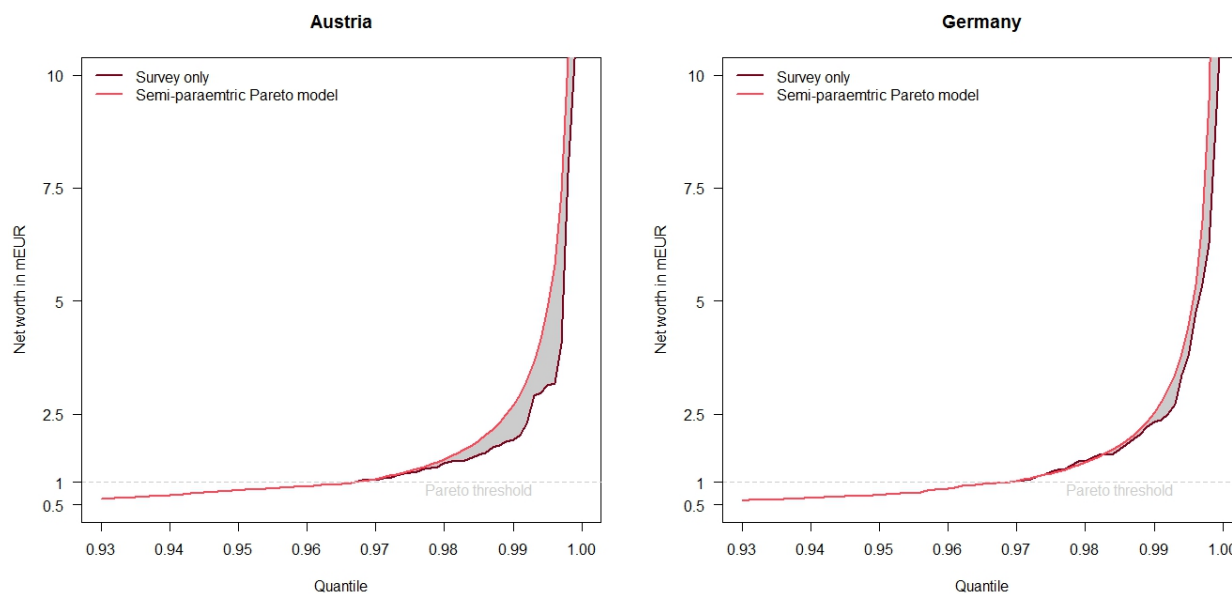 Austria
Survey only
Semi-paraemtric Pareto model
10
7.5
5
2.5
1
0.5
Net worth in mEUR
Pareto threshold
0.93 0.94 0.95 0.96 0.97 0.98 0.99 1.00
Quantile
Germany
Survey only
Semi-paraemtric Pareto model
10
7.5
5
2.5
1
0.5
Net worth in mEUR
Pareto threshold
0.93 0.94 0.95 0.96 0.97 0.98 0.99 1.00
Quantile